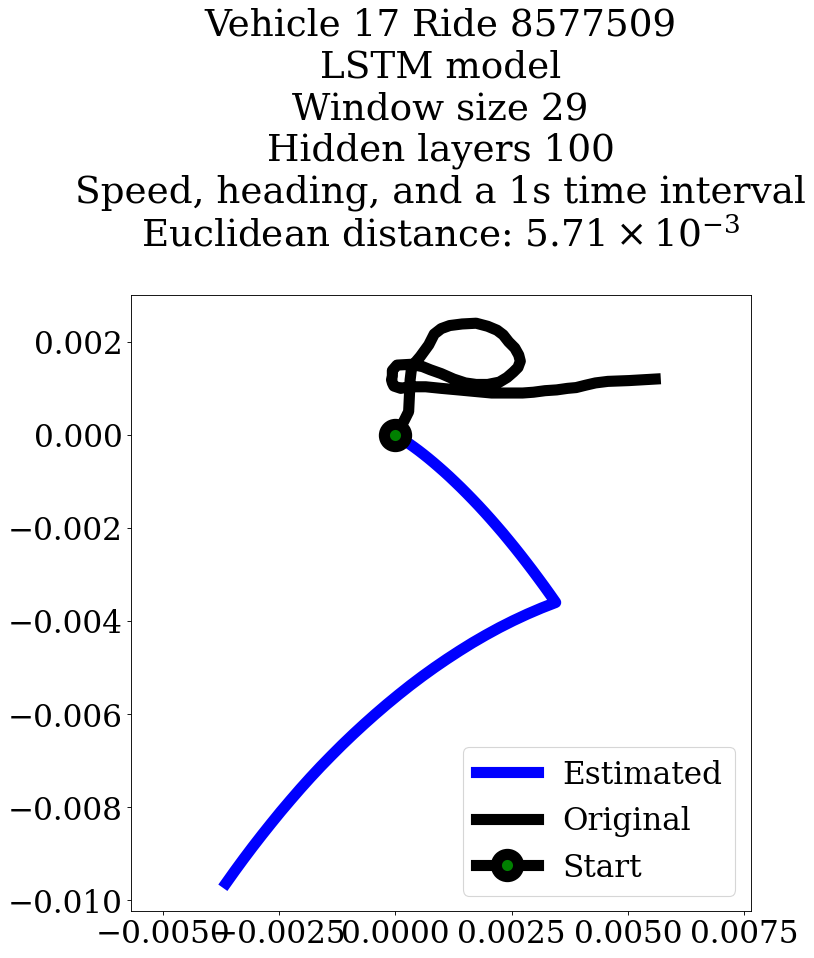 Vehicle 17 Ride 8577509
LSTM model
Window size 29
Hidden layers 100
Speed, heading, and a 1s time interval
Euclidean distance: 5.71 × 10⁻³
0.002
0.000
−0.002
−0.004
−0.006
−0.008
−0.010
Estimated
Original
Start
−0.0050 −0.0025 0.0000 0.0025 0.0050 0.0075